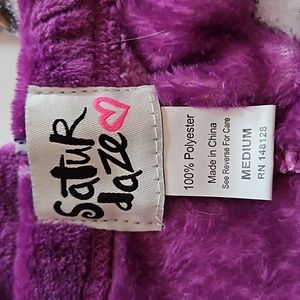 Satur
daze
100% Polyester
Made in China
See Reverse For Care
MEDIUM
RN 148128